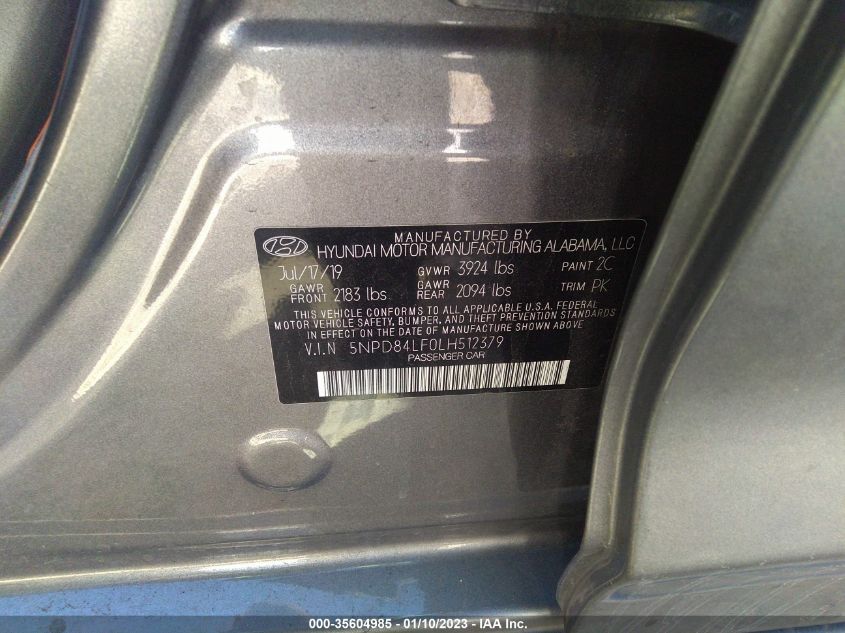 MANUFACTURED BY
HYUNDAI MOTOR MANUFACTURING ALABAMA, LLC
Jul/17/19 GVWR 3924 lbs PAINT 2C
GAWR FRONT 2183 lbs GAWR REAR 2094 lbs TRIM PK
THIS VEHICLE CONFORMS TO ALL APPLICABLE U.S.A. FEDERAL
MOTOR VEHICLE SAFETY, BUMPER, AND THEFT PREVENTION STANDARDS
IN EFFECT ON THE DATE OF MANUFACTURE SHOWN ABOVE.
V.I.N 5NPD84LF0LH512379
PASSENGER CAR
000-35604985 — 01/10/2023 — IAA Inc.